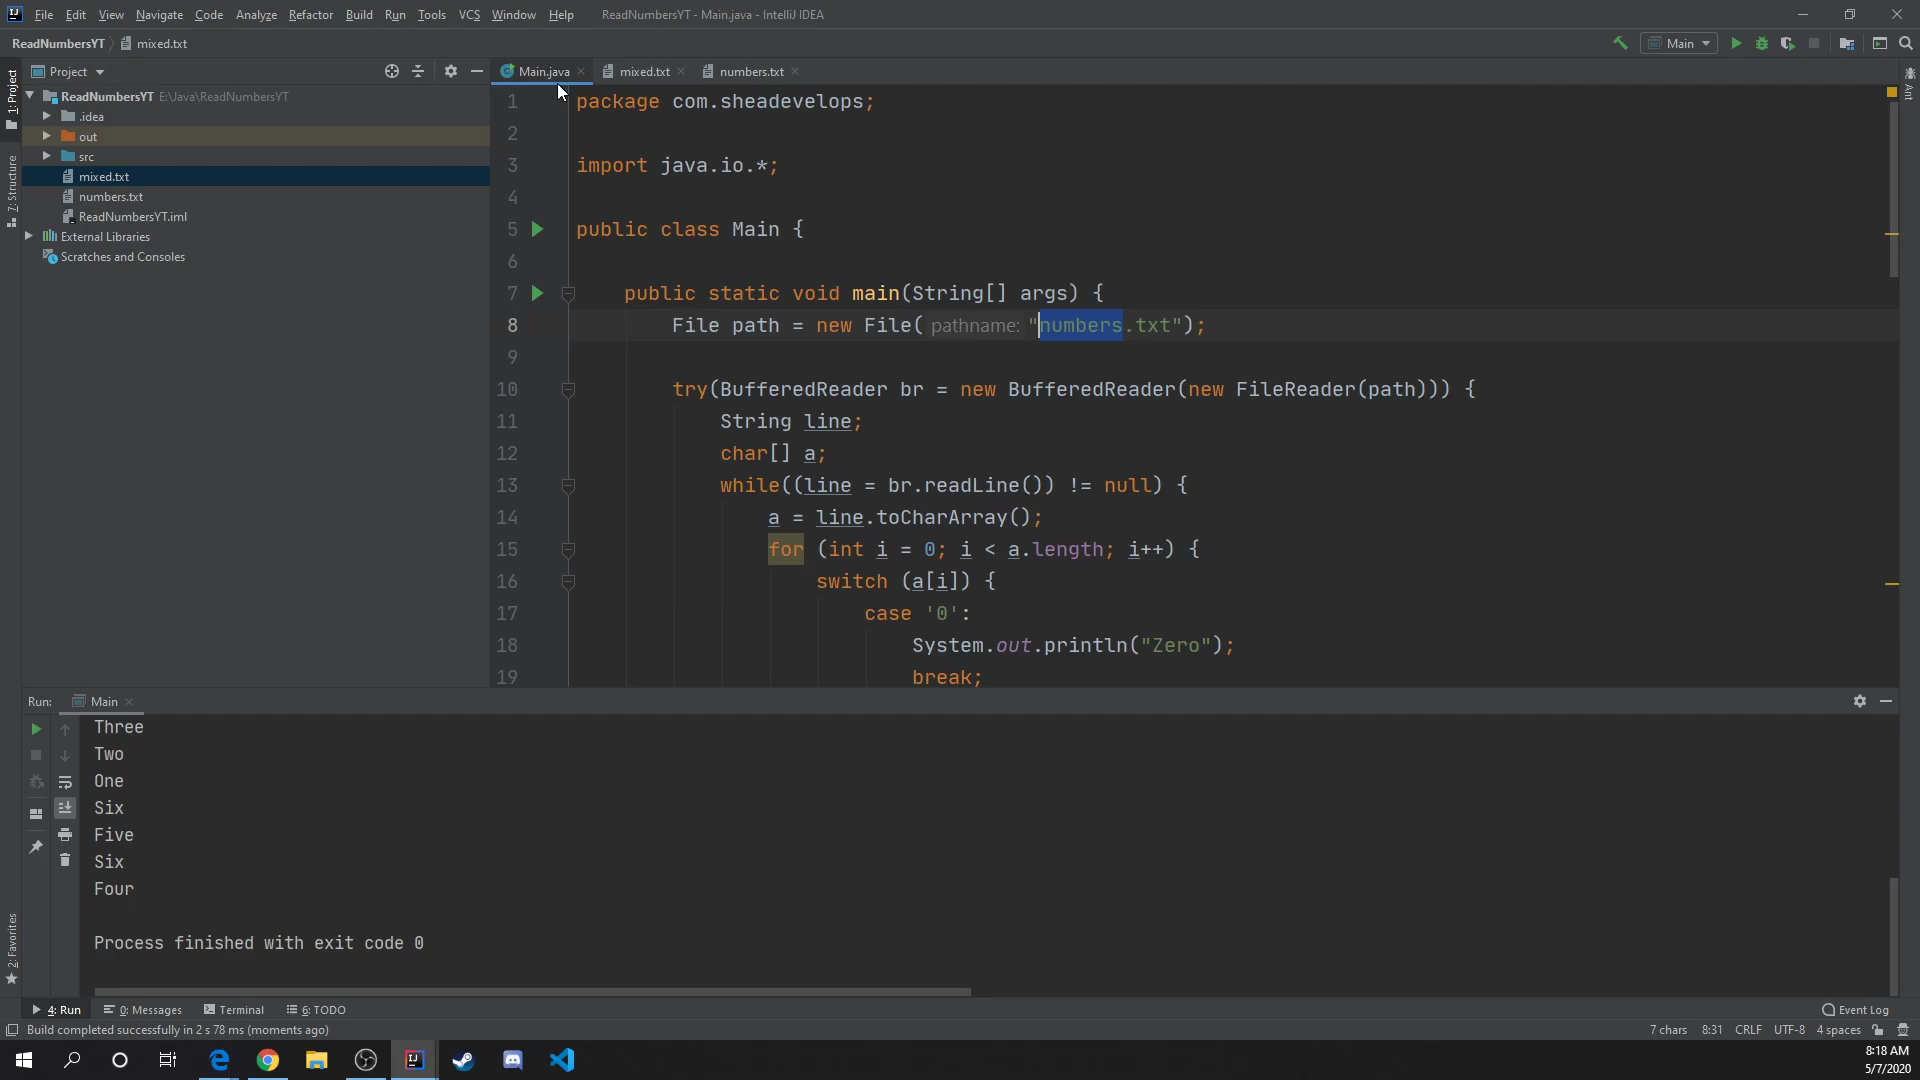 File Edit View Navigate Code Analyze Refactor Build Run Tools VCS Window Help ReadNumbersYT - Main.java - IntelliJ IDEA
ReadNumbersYT mixed.txt Main
Project Main.java mixed.txt numbers.txt
1: Project
7: Structure
2: Favorites
Ant
ReadNumbersYT E:\Java\ReadNumbersYT
.idea
out
src
mixed.txt
numbers.txt
ReadNumbersYT.iml
External Libraries
Scratches and Consoles
1 package com.sheadevelops;
2
3 import java.io.*;
4
5 public class Main {
6
7 public static void main(String[] args) {
8 File path = new File( pathname: "numbers.txt");
9
10 try(BufferedReader br = new BufferedReader(new FileReader(path))) {
11 String line;
12 char[] a;
13 while((line = br.readLine()) != null) {
14 a = line.toCharArray();
15 for (int i = 0; i < a.length; i++) {
16 switch (a[i]) {
17 case '0':
18 System.out.println("Zero");
19 break;
Run: Main
Three
Two
One
Six
Five
Six
Four
Process finished with exit code 0
4: Run 0: Messages Terminal 6: TODO Event Log
Build completed successfully in 2 s 78 ms (moments ago) 7 chars 8:31 CRLF UTF-8 4 spaces
8:18 AM
5/7/2020